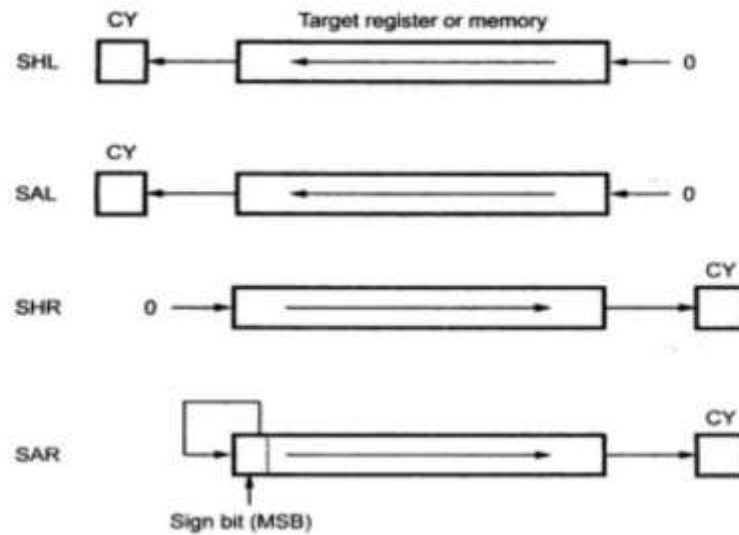 CY Target register or memory
SHL 0
CY
SAL 0
CY
SHR 0
CY
SAR
Sign bit (MSB)